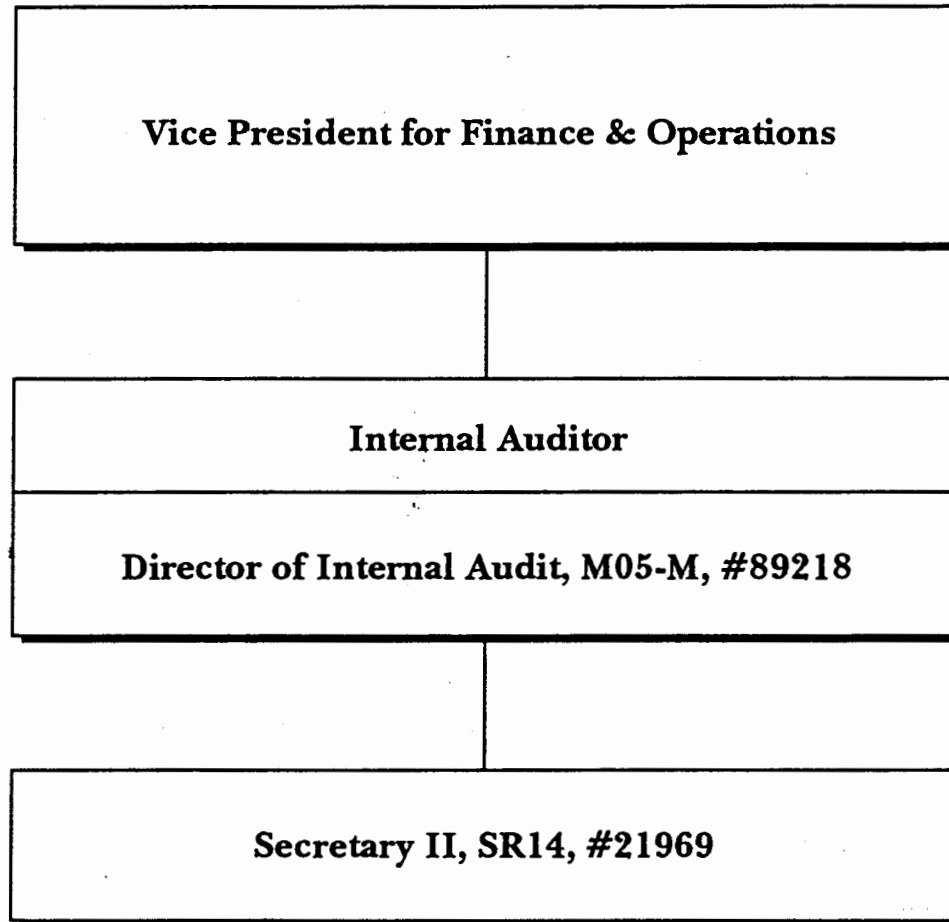 Vice President for Finance & Operations
Internal Auditor
Director of Internal Audit, M05-M, #89218
Secretary II, SR14, #21969